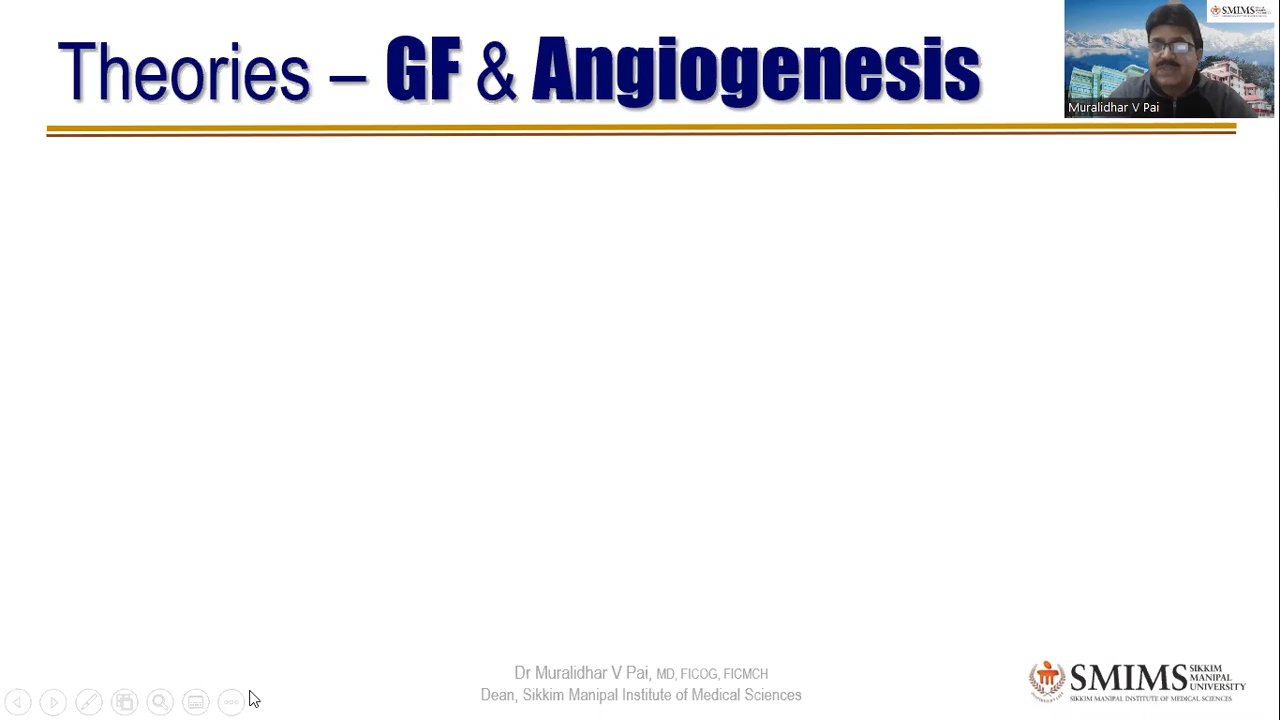 Theories – GF & Angiogenesis
SMIMS
Muralidhar V Pai
Dr Muralidhar V Pai, MD, FICOG, FICMCH
Dean, Sikkim Manipal Institute of Medical Sciences
SMIMS SIKKIM MANIPAL UNIVERSITY
SIKKIM MANIPAL INSTITUTE OF MEDICAL SCIENCES